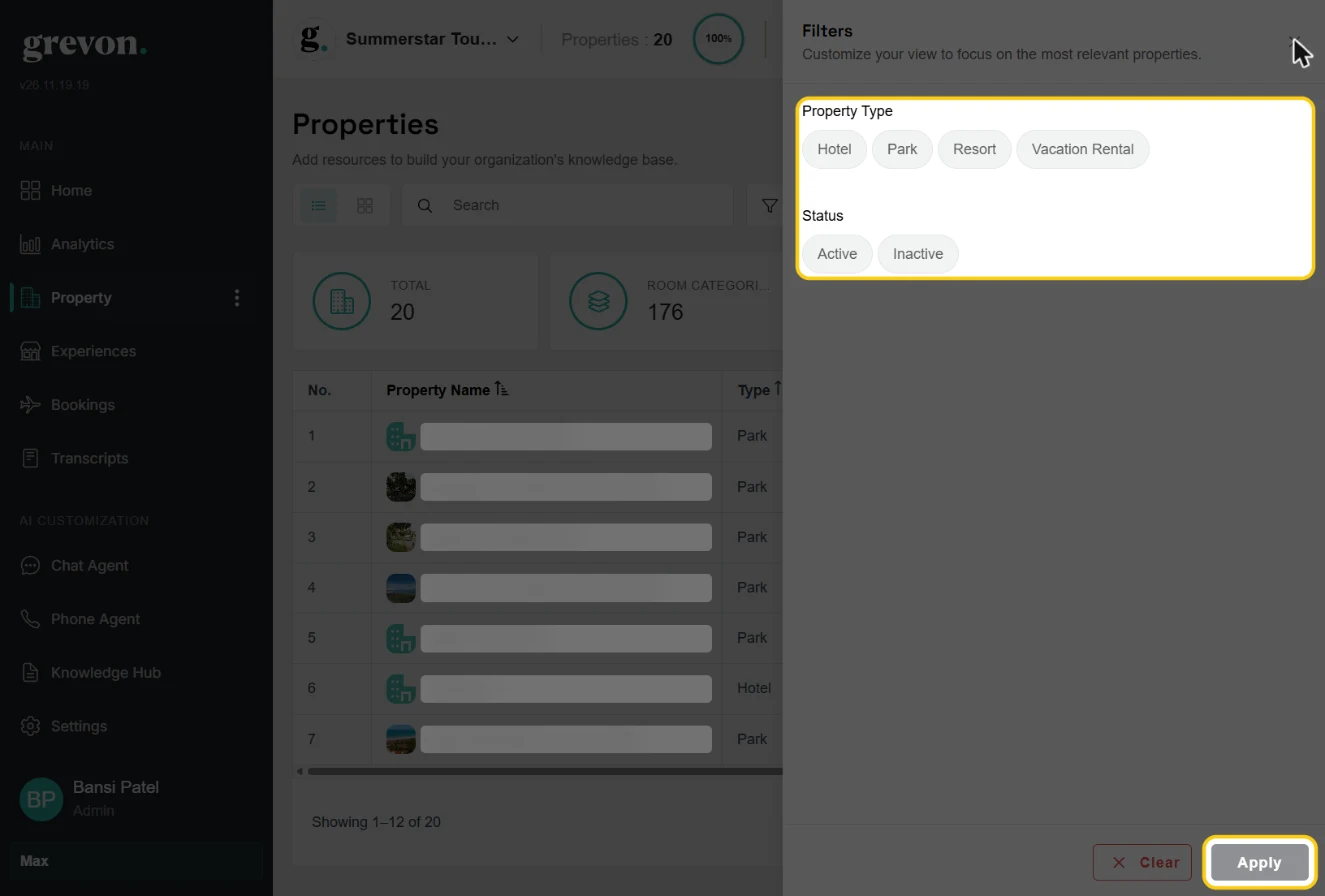 grevon.
v26.11.19.18
MAIN
Home
Analytics
Property
Experiences
Bookings
Transcripts
AI CUSTOMIZATION
Chat Agent
Phone Agent
Knowledge Hub
Settings
BP
Bansi Patel
Admin
Max
g.
Summerstar Tou...
Properties : 20
100%
Properties
Add resources to build your organization's knowledge base.
Search
TOTAL
20
ROOM CATEGORI...
176
No. Property Name Type
1 Park
2 Park
3 Park
4 Park
5 Park
6 Hotel
7 Park
Showing 1–12 of 20
Filters
Customize your view to focus on the most relevant properties.
Property Type
Hotel Park Resort Vacation Rental
Status
Active Inactive
Clear Apply